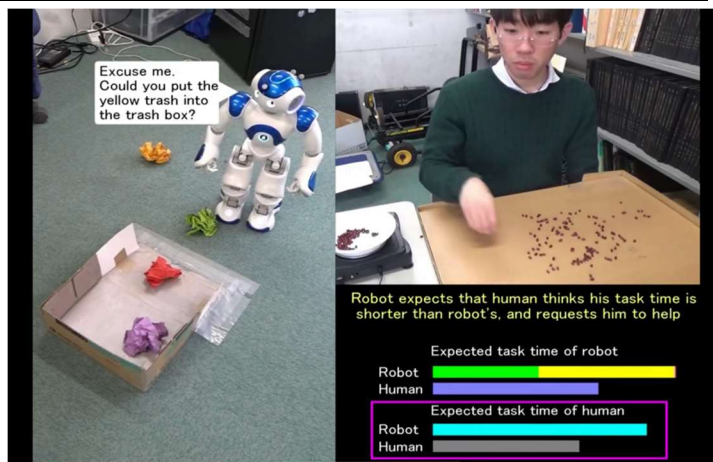 Excuse me.
Could you put the
yellow trash into
the trash box?
Robot expects that human thinks his task time is
shorter than robot's, and requests him to help
Expected task time of robot
Robot
Human
Expected task time of human
Robot
Human